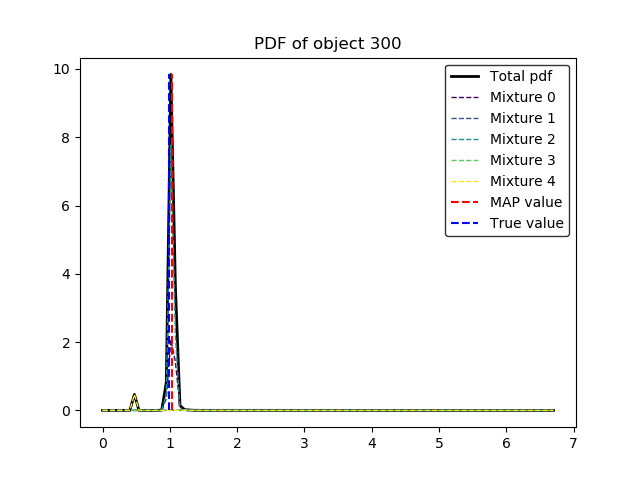 PDF of object 300
10
8
6
4
2
0
0 1 2 3 4 5 6 7
Total pdf
Mixture 0
Mixture 1
Mixture 2
Mixture 3
Mixture 4
MAP value
True value